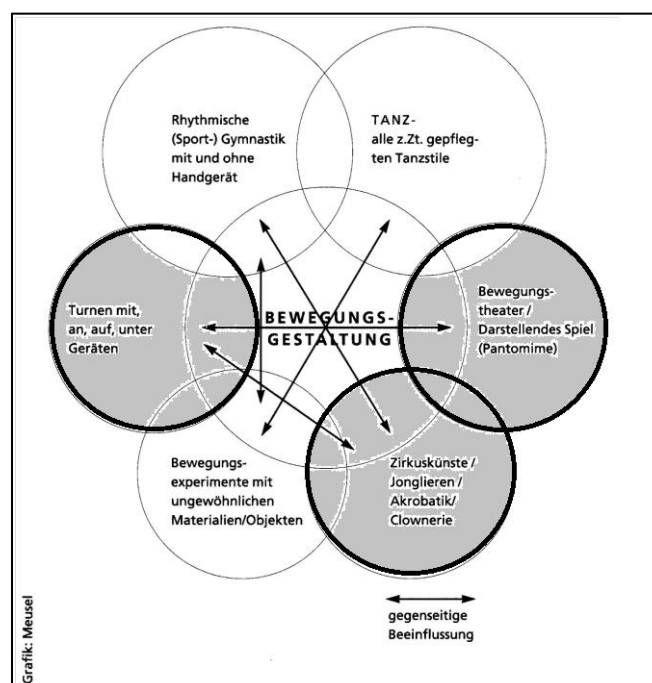 Rhythmische
(Sport-) Gymnastik
mit und ohne
Handgerät
TANZ-
alle z.Zt. gepfleg-
ten Tanzstile
Turnen mit,
an, auf, unter
Geräten
BEWEGUNGS-
GESTALTUNG
Bewegungs-
theater /
Darstellendes Spiel
(Pantomime)
Bewegungs-
experimente mit
ungewöhnlichen
Materialien/Objekten
Zirkuskünste /
Jonglieren /
Akrobatik/
Clownerie
gegenseitige
Beeinflussung
Grafik: Meusel